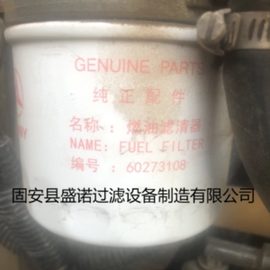 GENUINE PARTS
纯正配件
名称：燃油滤清器
NAME: FUEL FILTER
编号：60273108
固安县盛诺过滤设备制造有限公司